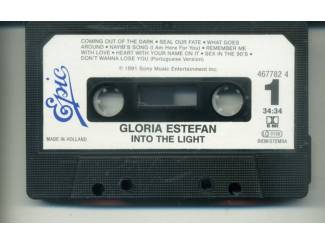 COMING OUT OF THE DARK • SEAL OUR FATE • WHAT GOES
AROUND • NAYIB'S SONG (I Am Here For You) • REMEMBER ME
WITH LOVE • HEART WITH YOUR NAME ON IT • SEX IN THE 90'S •
DON'T WANNA LOSE YOU (Portuguese Version)
℗ 1991 Sony Music Entertainment Inc.
467782 4
1
34:34
Epic
GLORIA ESTEFAN
INTO THE LIGHT
MADE IN HOLLAND
BIEM/STEMRA